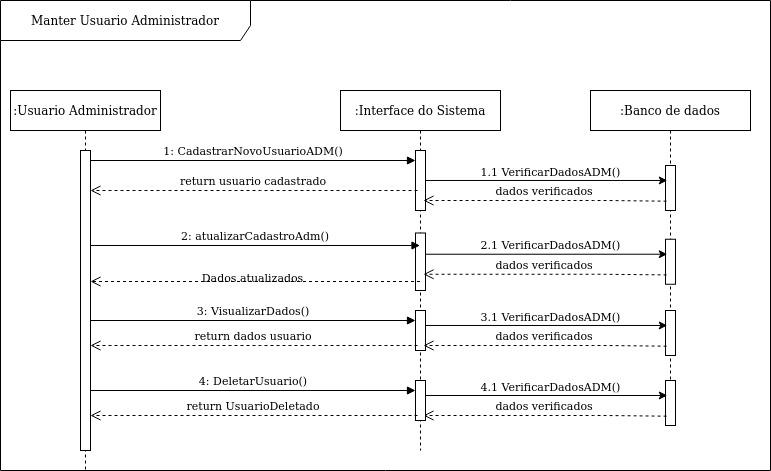 Manter Usuario Administrador
:Usuario Administrador
:Interface do Sistema
:Banco de dados
1: CadastrarNovoUsuarioADM()
1.1 VerificarDadosADM()
return usuario cadastrado
dados verificados
2: atualizarCadastroAdm()
2.1 VerificarDadosADM()
dados verificados
Dados atualizados
3: VisualizarDados()
3.1 VerificarDadosADM()
return dados usuario
dados verificados
4: DeletarUsuario()
4.1 VerificarDadosADM()
return UsuarioDeletado
dados verificados